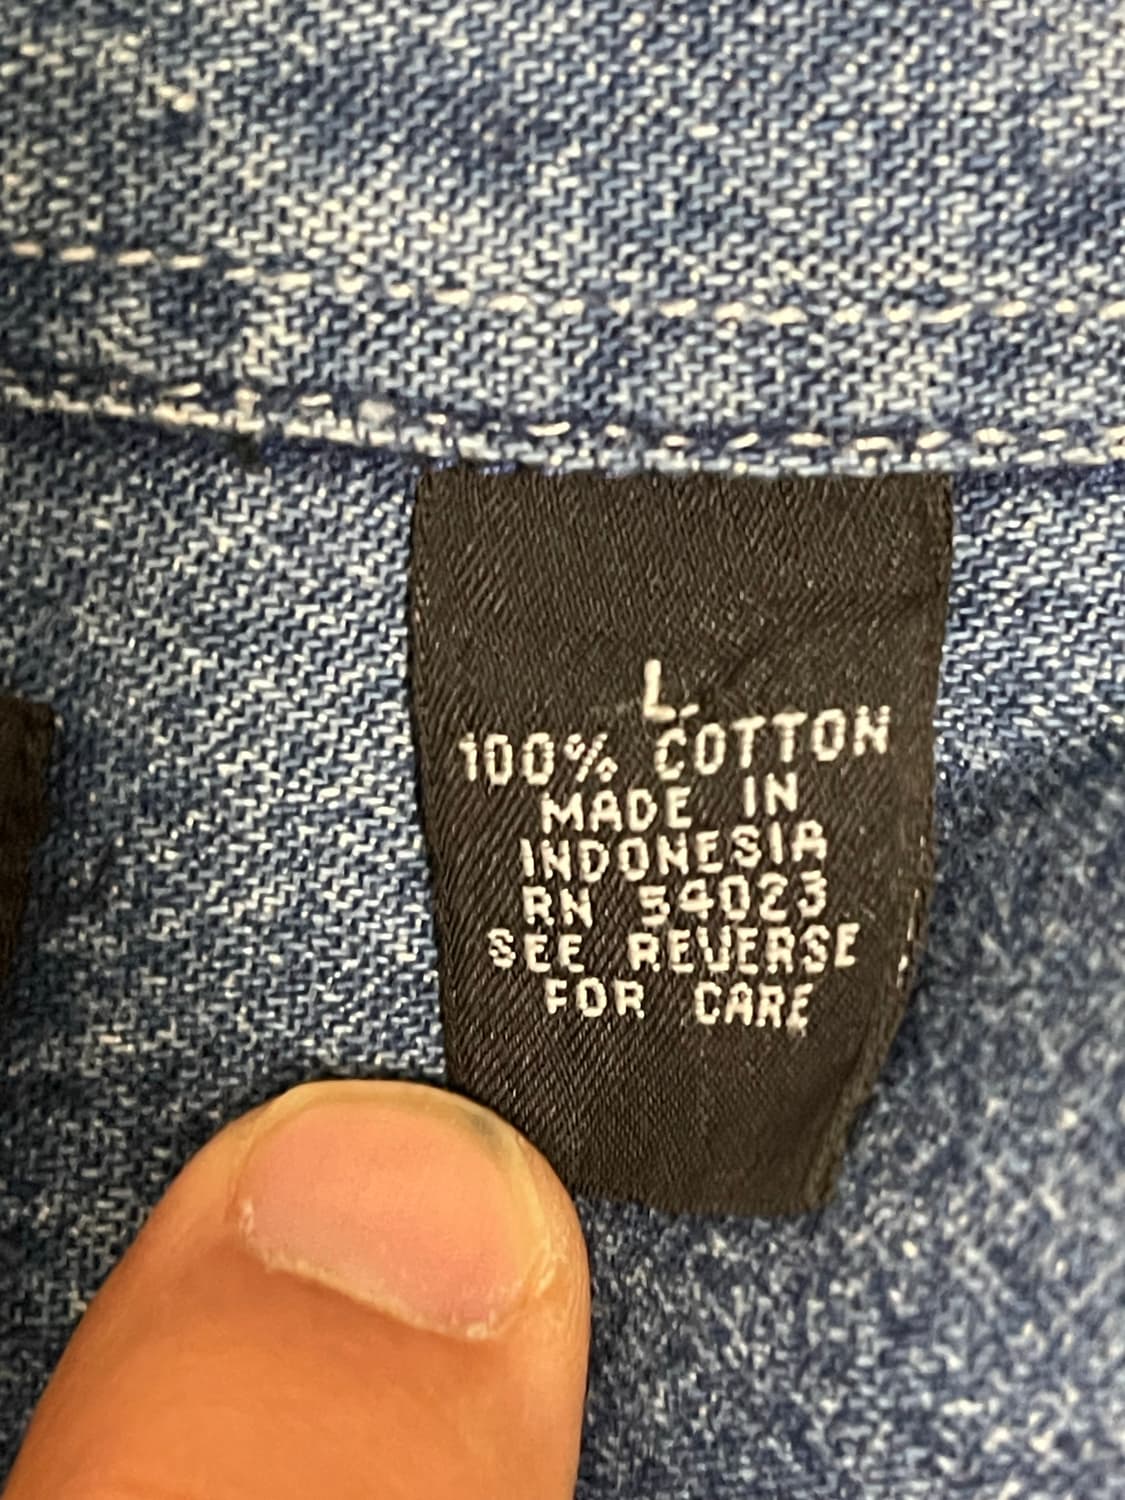 L
100% COTTON
MADE IN
INDONESIA
RN 54023
SEE REVERSE
FOR CARE